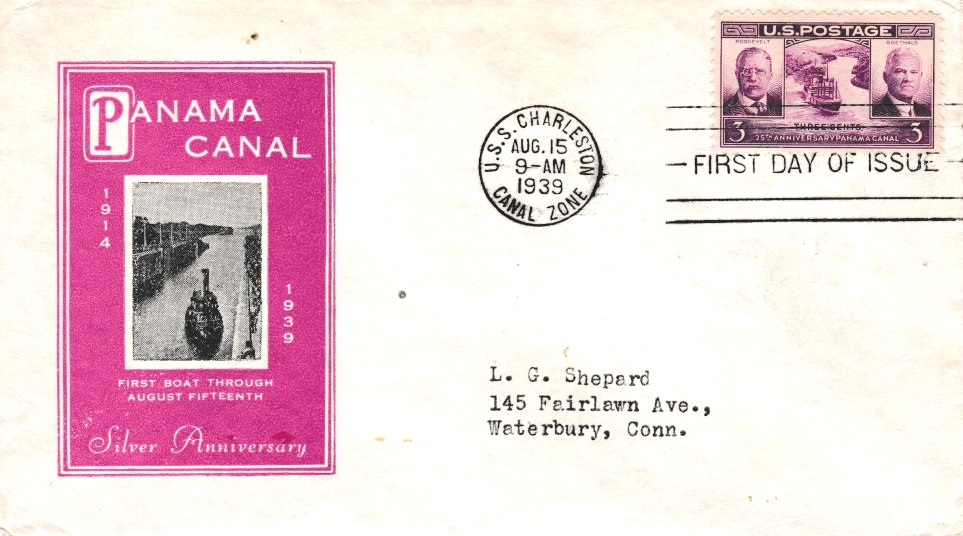 PANAMA
CANAL
1914
1939
FIRST BOAT THROUGH
AUGUST FIFTEENTH
Silver Anniversary
U.S.S. CHARLESTON
AUG. 15
9-AM
1939
CANAL ZONE
U.S. POSTAGE
ROOSEVELT
GOETHALS
THREE CENTS
3 25TH ANNIVERSARY PANAMA CANAL 3
FIRST DAY OF ISSUE
L. G. Shepard
145 Fairlawn Ave.,
Waterbury, Conn.